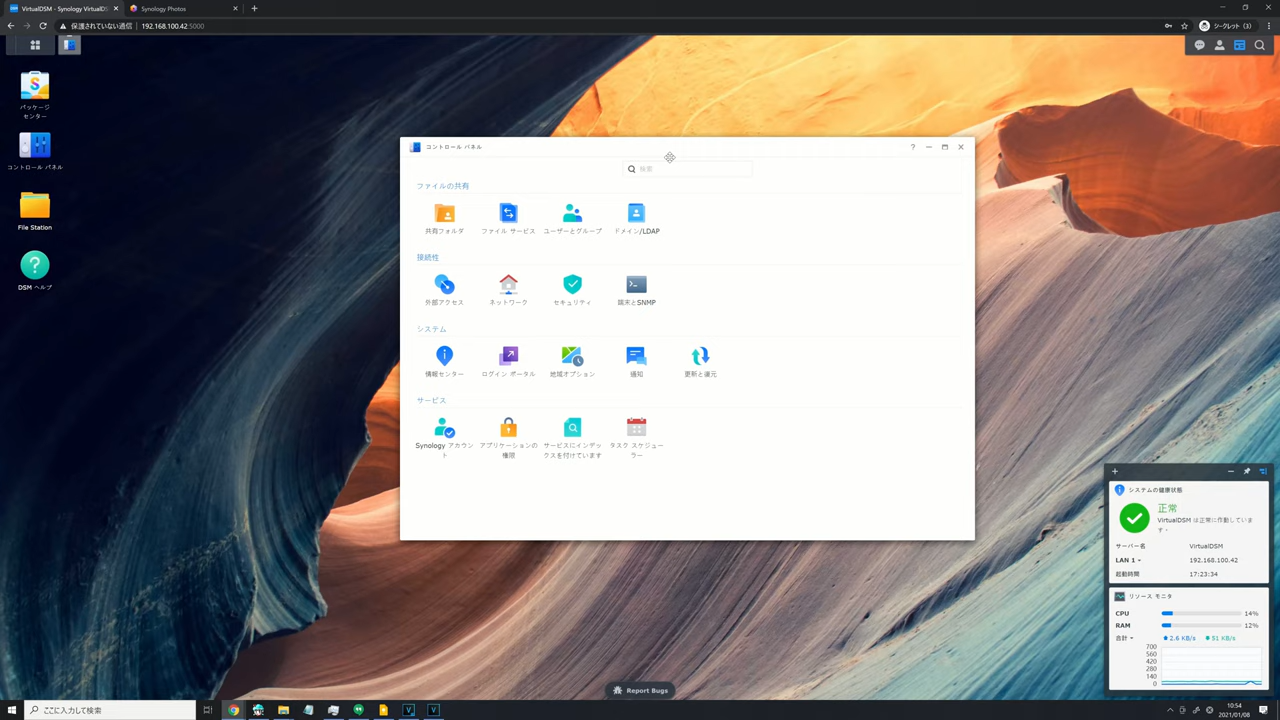 VirtualDSM - Synology VirtualDS
Synology Photos
保護されていない通信
192.168.100.42:5000
シークレット (3)
パッケージ
センター
コントロール パネル
File Station
DSM ヘルプ
コントロール パネル
検索
ファイルの共有
共有フォルダ
ファイル サービス
ユーザーとグループ
ドメイン/LDAP
接続性
外部アクセス
ネットワーク
セキュリティ
端末とSNMP
システム
情報センター
ログイン ポータル
地域オプション
通知
更新と復元
サービス
Synology アカウン
ト
アプリケーションの
権限
サービスにインデッ
クスを付けています
タスク スケジュー
ラー
システムの健康状態
正常
VirtualDSM は正常に作動していま
す。
サーバー名
VirtualDSM
LAN 1
192.168.100.42
起動時間
17:23:34
リソース モニタ
CPU
14%
RAM
12%
合計
2.6 KB/s
51 KB/s
700
560
420
280
140
0
Report Bugs
ここに入力して検索
10:54
2021/01/08